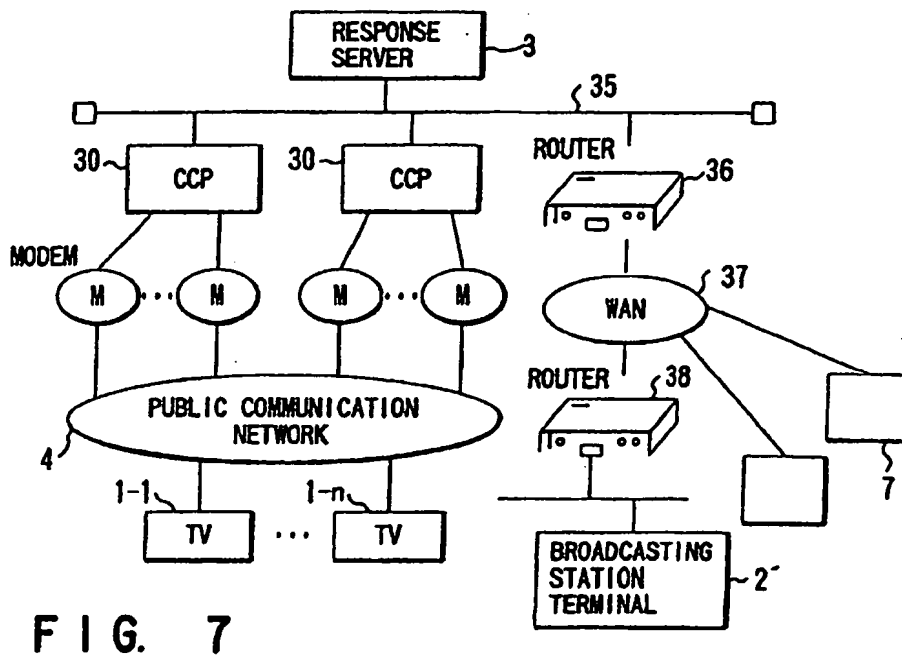 RESPONSE
SERVER
3
35
30
CCP
30
CCP
ROUTER
36
MODEM
M ... M
M ... M
37
WAN
ROUTER
38
PUBLIC COMMUNICATION
NETWORK
4
7
1-1
1-n
TV ... TV
BROADCASTING
STATION
TERMINAL
2
FIG. 7